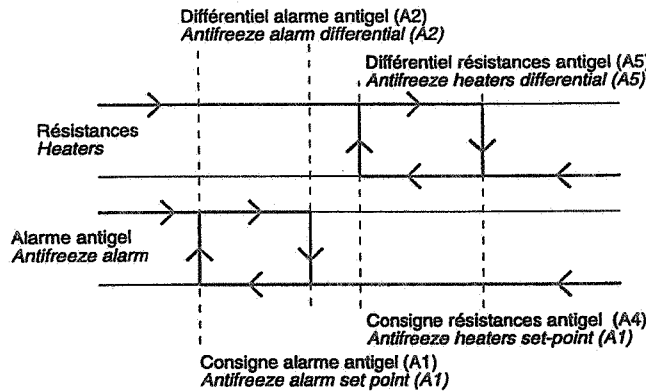 Différentiel alarme antigel (A2)
Antifreeze alarm differential (A2)
Différentiel résistances antigel (A5)
Antifreeze heaters differential (A5)
Résistances
Heaters
Alarme antigel
Antifreeze alarm
Consigne résistances antigel (A4)
Antifreeze heaters set-point (A1)
Consigne alarme antigel (A1)
Antifreeze alarm set point (A1)